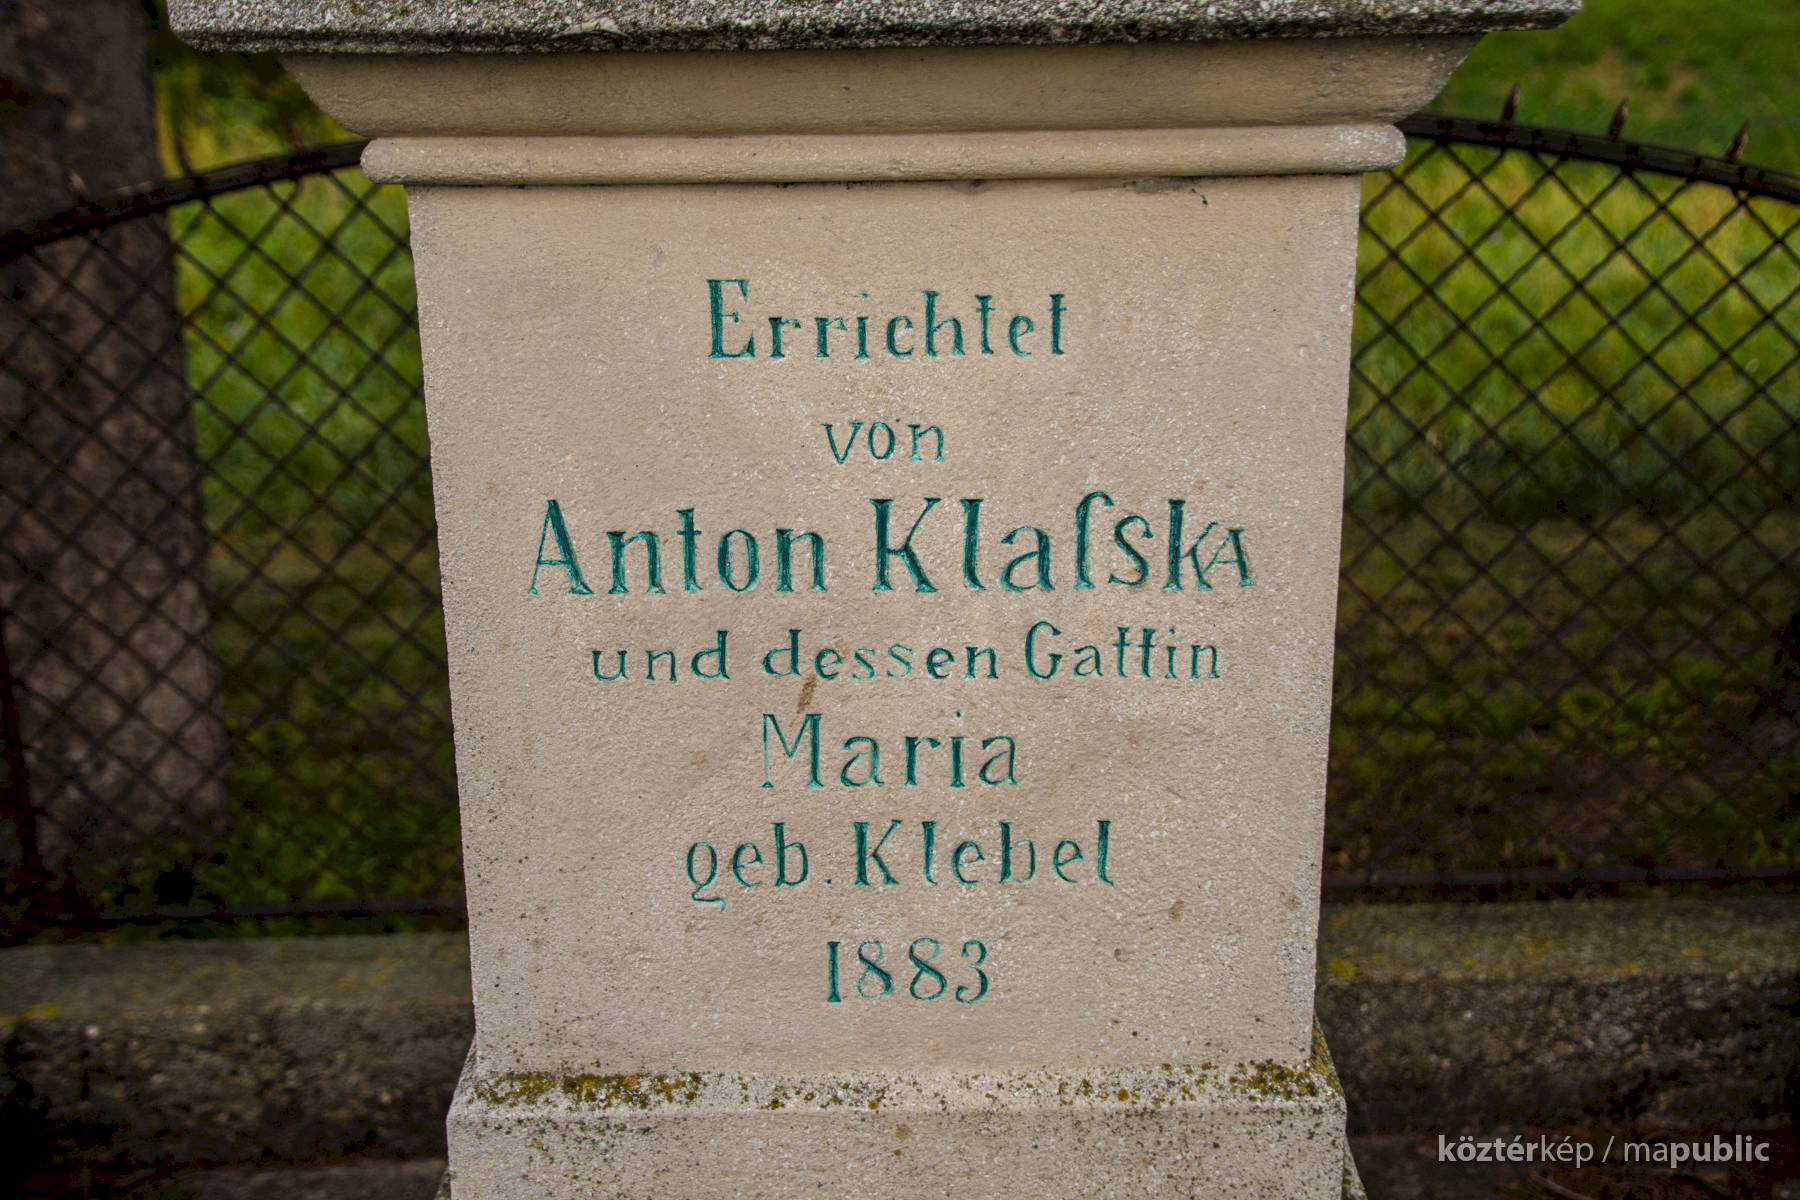 Errichtet
von
Anton KlaſskA
und dessen Gattin
Maria
geb. Klebel
1883
köztérkép / mapublic